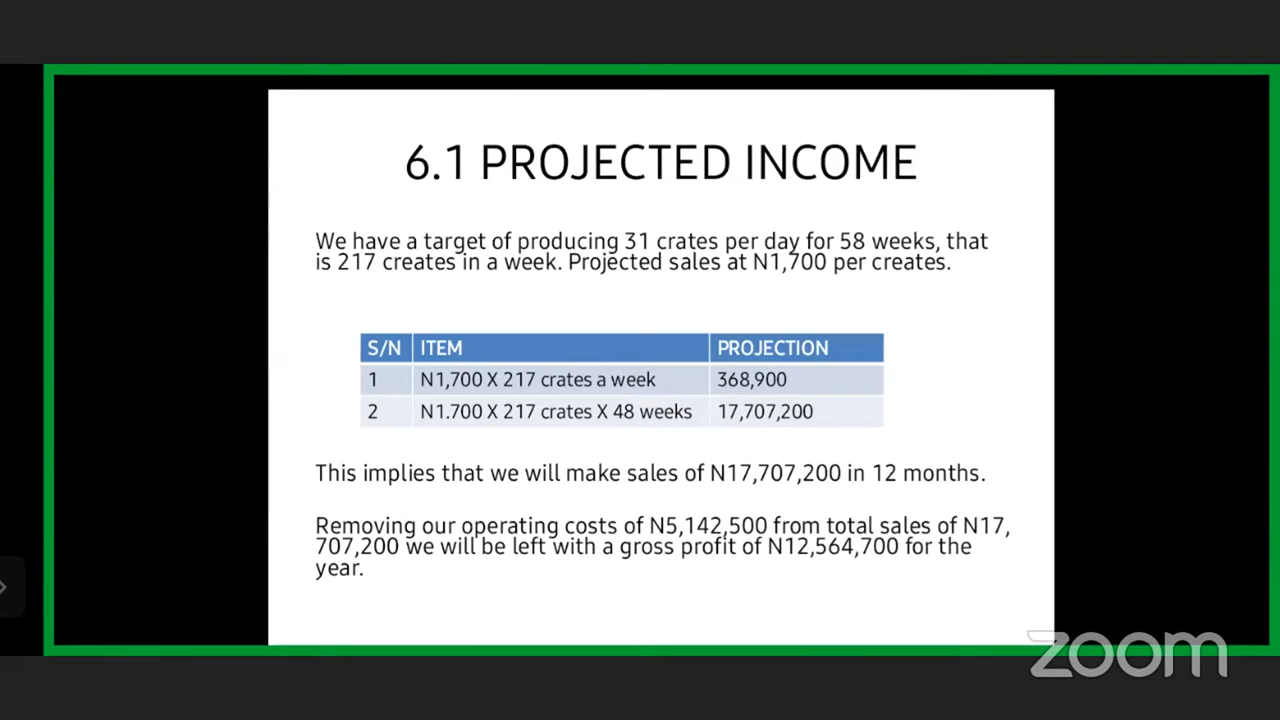 6.1 PROJECTED INCOME
We have a target of producing 31 crates per day for 58 weeks, that
is 217 creates in a week. Projected sales at N1,700 per creates.
S/N ITEM PROJECTION
1 N1,700 X 217 crates a week 368,900
2 N1.700 X 217 crates X 48 weeks 17,707,200
This implies that we will make sales of N17,707,200 in 12 months.
Removing our operating costs of N5,142,500 from total sales of N17,
707,200 we will be left with a gross profit of N12,564,700 for the
year.
zoom